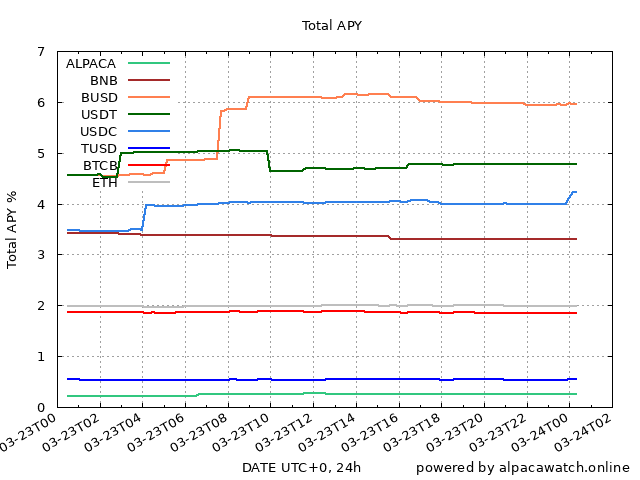 Total APY
Total APY %
7
6
5
4
3
2
1
0
ALPACA
BNB
BUSD
USDT
USDC
TUSD
BTCB
ETH
03-23T00
03-23T02
03-23T04
03-23T06
03-23T08
03-23T10
03-23T12
03-23T14
03-23T16
03-23T18
03-23T20
03-23T22
03-24T00
03-24T02
DATE UTC+0, 24h
powered by alpacawatch.online